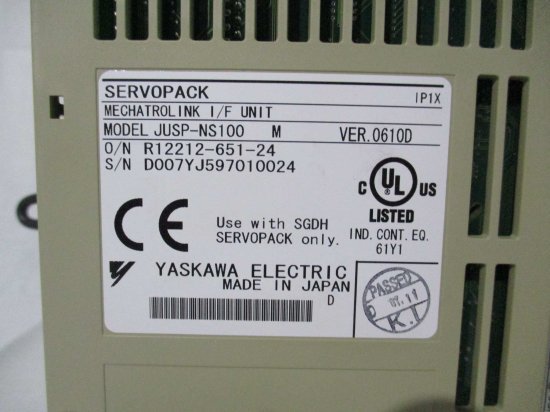 SERVOPACK
IP1X
MECHATROLINK I/F UNIT
MODEL JUSP-NS100 M VER.0610D
O/N R12212-651-24
S/N D007YJ597010024
CE
Use with SGDH
SERVOPACK only.
C UL US
LISTED
IND. CONT. EQ.
61Y1
YASKAWA ELECTRIC
MADE IN JAPAN
D
PASSED
K.I